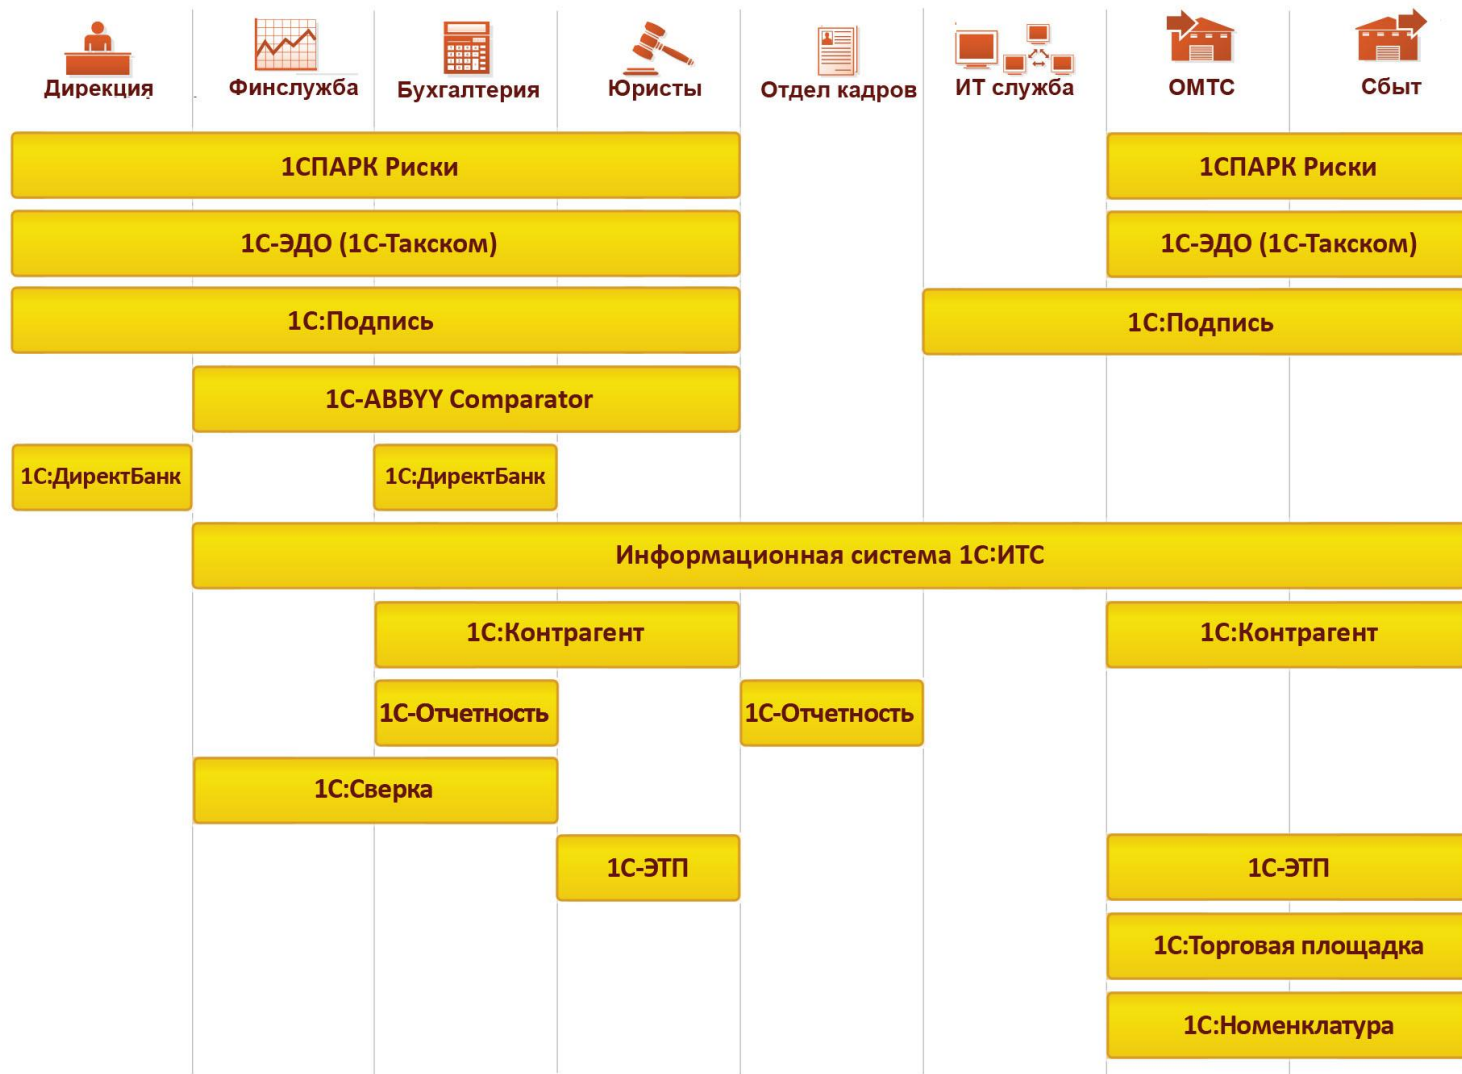 Дирекция Финслужба Бухгалтерия Юристы Отдел кадров ИТ служба ОМТС Сбыт
1СПАРК Риски 1СПАРК Риски
1С-ЭДО (1С-Такском) 1С-ЭДО (1С-Такском)
1С:Подпись 1С:Подпись
1С-ABBYY Comparator
1С:ДиректБанк 1С:ДиректБанк
Информационная система 1С:ИТС
1С:Контрагент 1С:Контрагент
1С-Отчетность 1С-Отчетность
1С:Сверка
1С-ЭТП 1С-ЭТП
1С:Торговая площадка
1С:Номенклатура